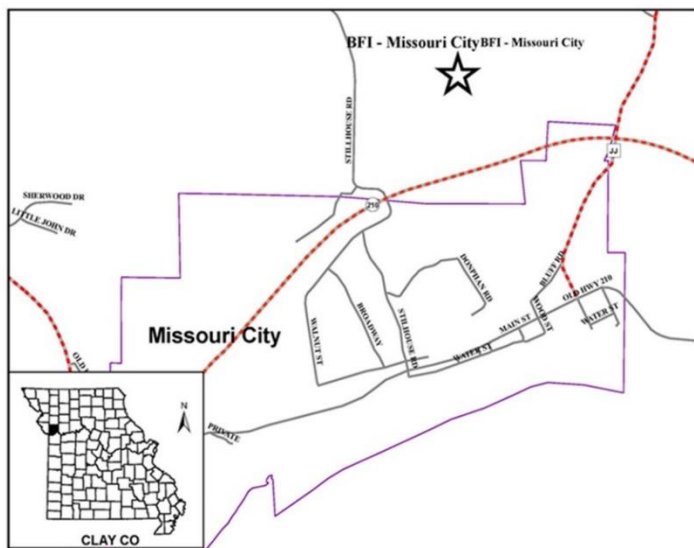 BFI - Missouri City BFI - Missouri City
STILLHOUSE RD
JJ
SHERWOOD DR
LITTLE JOHN DR
210
DONPHAN RD
BLUFF RD
OLD HWY 210
WATER ST
WOOD ST
MAIN ST
WATER ST
BROADWAY
WALNUT ST
STILHOUSE RD
Missouri City
PRIVATE
N
CLAY CO